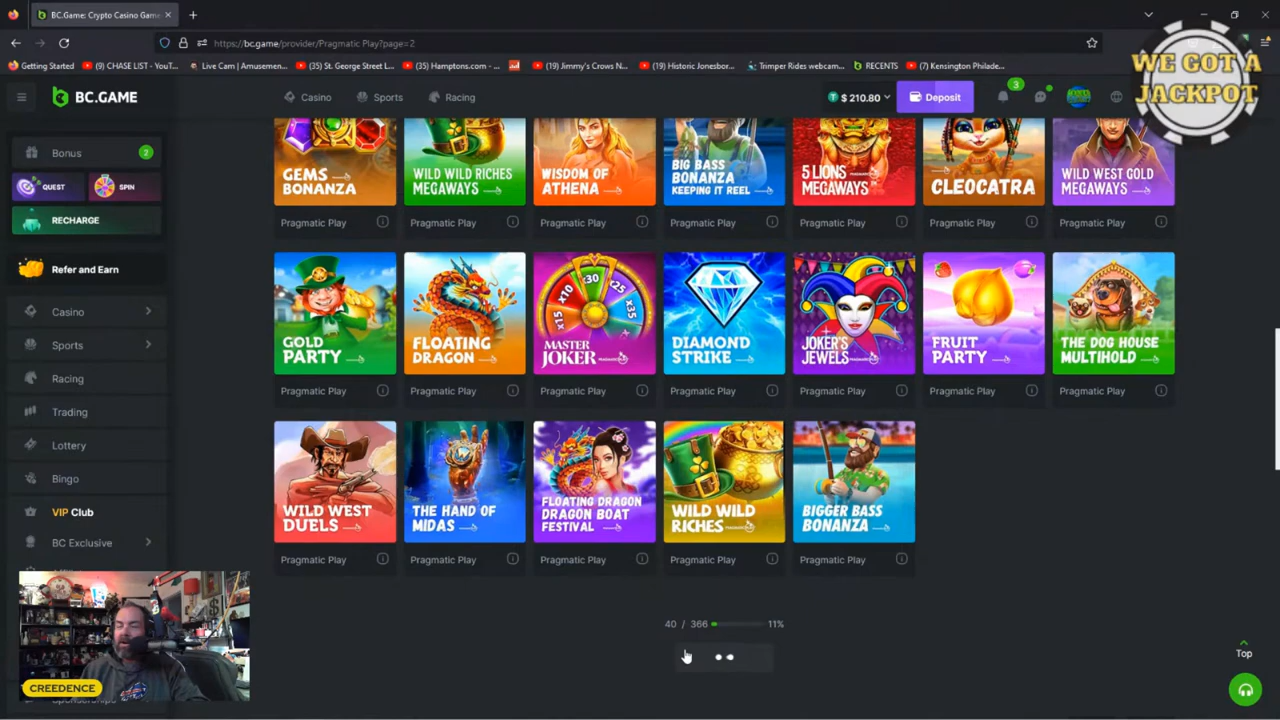 BC.Game: Crypto Casino Game
https://bc.game/provider/Pragmatic Play?page=2
Getting Started
(9) CHASE LIST - YouT...
Live Cam | Amusemen...
(35) St. George Street L...
(35) Hamptons.com - ...
(19) Jimmy's Crows N...
(19) Historic Jonesbor...
Trimper Rides webcam...
RECENTS
(7) Kensington Philade...
WE GOT A
JACKPOT
BC.GAME
Casino
Sports
Racing
$ 210.80
Deposit
3
Bonus
2
QUEST
SPIN
RECHARGE
Refer and Earn
Casino
Sports
Racing
Trading
Lottery
Bingo
VIP Club
BC Exclusive
CREEDENCE
GEMS
BONANZA
WILD WILD RICHES
MEGAWAYS
WISDOM OF
ATHENA
BIG BASS
BONANZA
KEEPING IT REEL
5 LIONS
MEGAWAYS
CLEOCATRA
WILD WEST GOLD
MEGAWAYS
Pragmatic Play
Pragmatic Play
Pragmatic Play
Pragmatic Play
Pragmatic Play
Pragmatic Play
Pragmatic Play
GOLD
PARTY
FLOATING
DRAGON
x10
x30
x25
x15
x35
MASTER
JOKER
DIAMOND
STRIKE
JOKER'S
JEWELS
FRUIT
PARTY
THE DOG HOUSE
MULTIHOLD
Pragmatic Play
Pragmatic Play
Pragmatic Play
Pragmatic Play
Pragmatic Play
Pragmatic Play
Pragmatic Play
WILD WEST
DUELS
THE HAND OF
MIDAS
FLOATING DRAGON
DRAGON BOAT
FESTIVAL
WILD WILD
RICHES
BIGGER BASS
BONANZA
Pragmatic Play
Pragmatic Play
Pragmatic Play
Pragmatic Play
Pragmatic Play
40 / 366
11%
Top